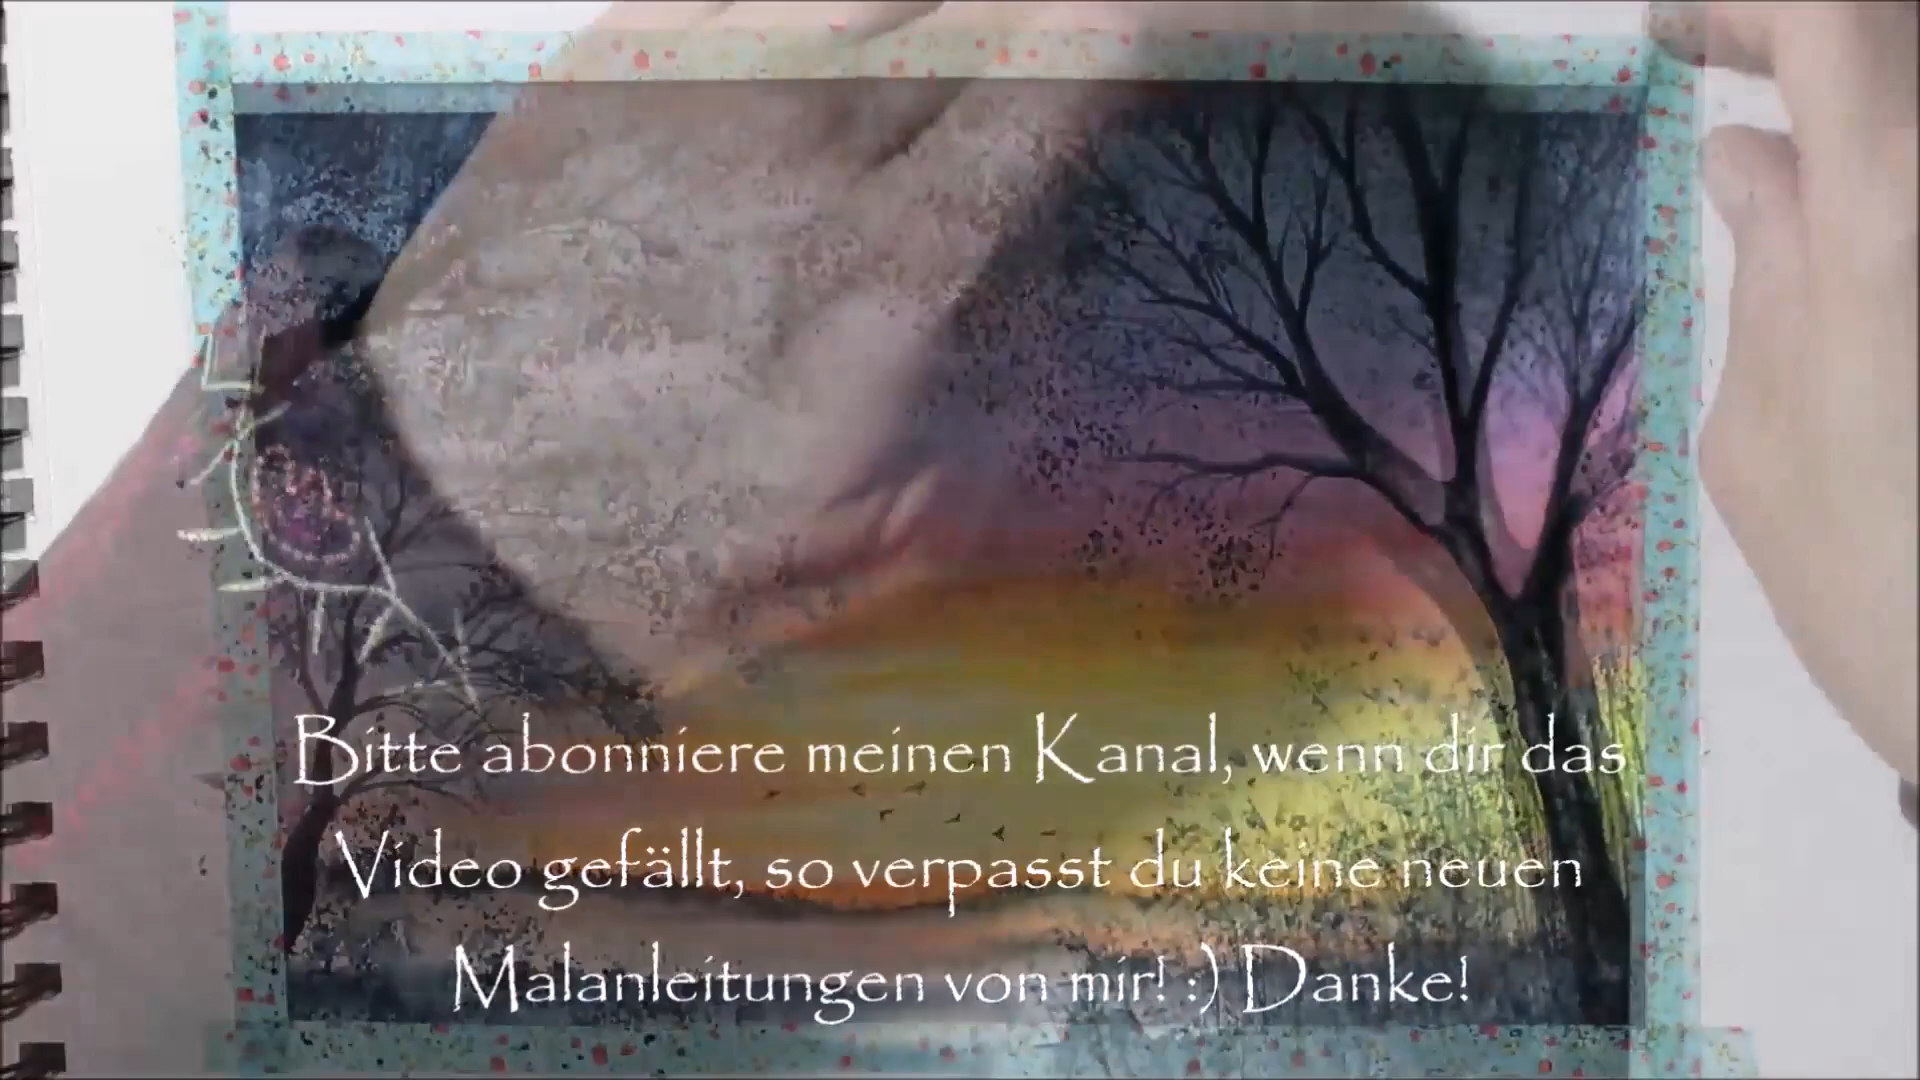 Bitte abonniere meinen Kanal, wenn dir das
Video gefällt, so verpasst du keine neuen
Malanleitungen von mir! :) Danke!